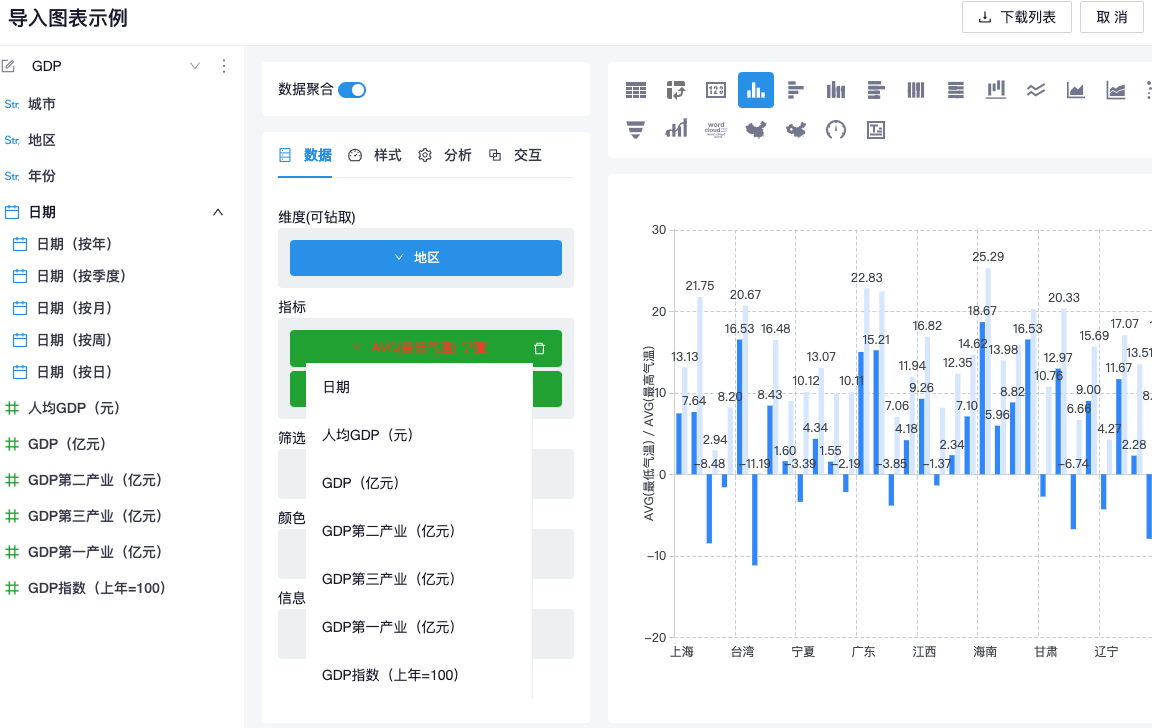 导入图表示例
下载列表
取 消
GDP
Str. 城市
Str. 地区
Str. 年份
日期
日期（按年）
日期（按季度）
日期（按月）
日期（按周）
日期（按日）
人均GDP（元）
GDP（亿元）
GDP第二产业（亿元）
GDP第三产业（亿元）
GDP第一产业（亿元）
GDP指数（上年=100）
数据聚合
数据
样式
分析
交互
维度(可钻取)
地区
指标
AVG(最低气温)
日期
人均GDP（元）
GDP（亿元）
GDP第二产业（亿元）
GDP第三产业（亿元）
GDP第一产业（亿元）
GDP指数（上年=100）
筛选
颜色
信息
word
cloud
AVG(最低气温) / AVG(最高气温)
30
20
10
0
−10
−20
25.29
22.83
21.75
20.67
20.33
18.67
16.53
16.48
16.82
16.53
17.07
15.69
15.21
14.62
13.98
13.51
13.13
13.07
12.97
12.35
11.94
11.67
10.12
10.11
10.76
9.26
9.00
8.82
8.20
8.43
7.64
7.06
7.10
6.66
5.96
4.34
4.18
4.27
2.94
2.34
2.28
1.60
1.55
−8.48
−11.19
−3.39
−2.19
−3.85
−1.37
−6.74
上海
台湾
宁夏
广东
江西
海南
甘肃
辽宁